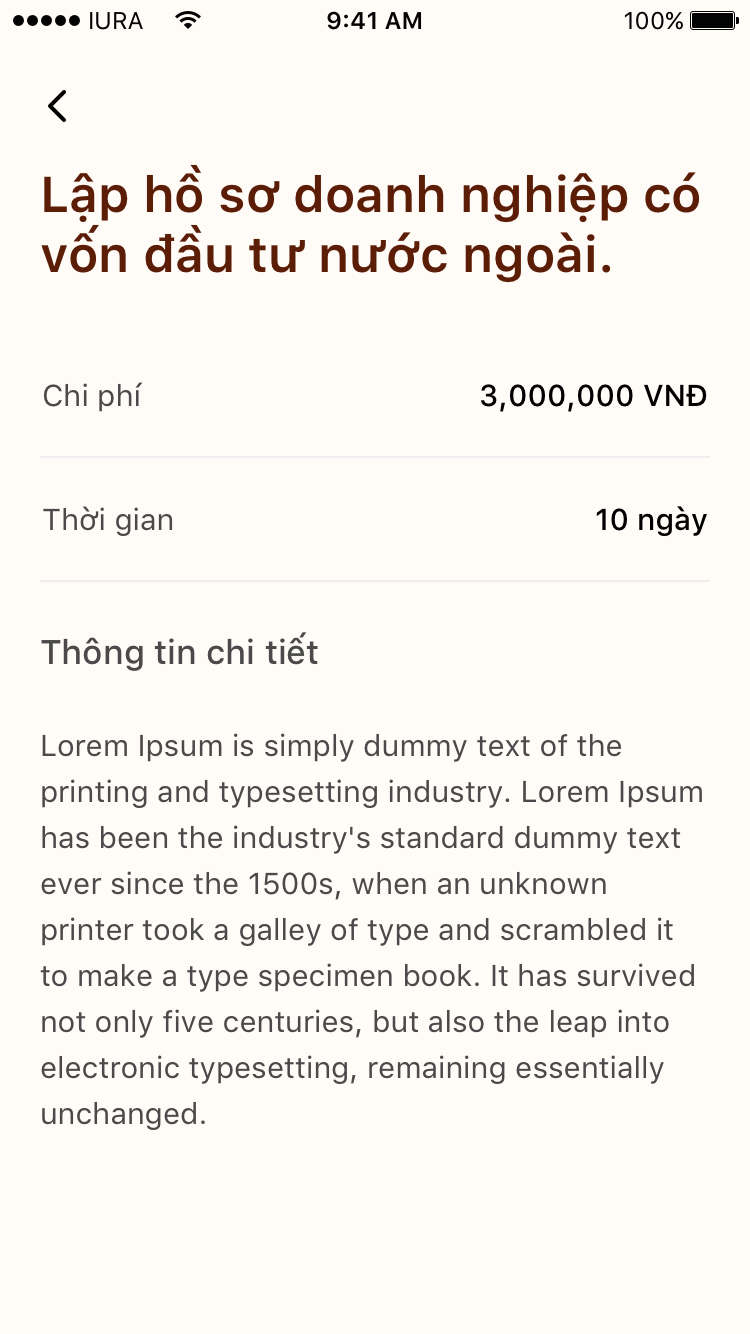 IURA 9:41 AM 100%
Lập hồ sơ doanh nghiệp có
vốn đầu tư nước ngoài.
Chi phí 3,000,000 VNĐ
Thời gian 10 ngày
Thông tin chi tiết
Lorem Ipsum is simply dummy text of the
printing and typesetting industry. Lorem Ipsum
has been the industry's standard dummy text
ever since the 1500s, when an unknown
printer took a galley of type and scrambled it
to make a type specimen book. It has survived
not only five centuries, but also the leap into
electronic typesetting, remaining essentially
unchanged.